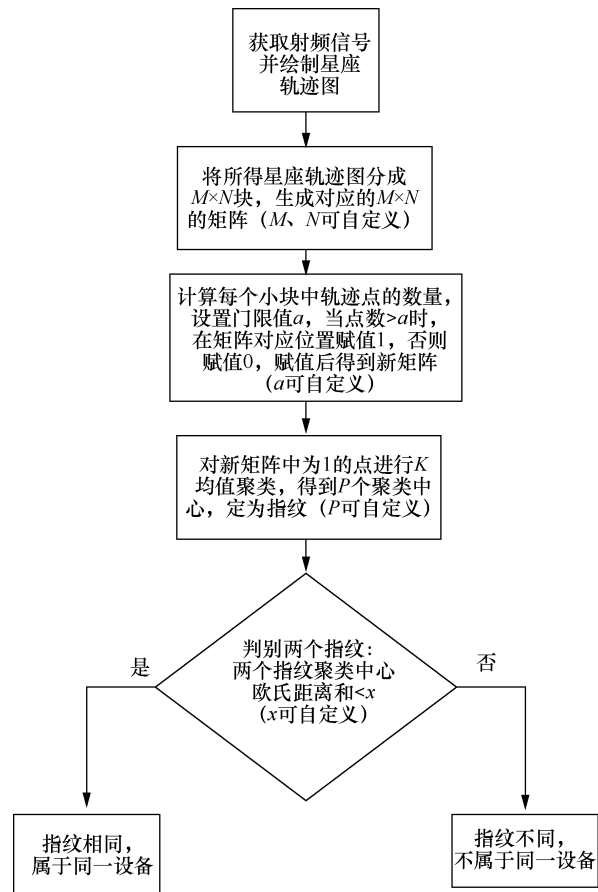 获取射频信号
并绘制星座
轨迹图
将所得星座轨迹图分成
M×N块，生成对应的M×N
的矩阵（M、N可自定义）
计算每个小块中轨迹点的数量，
设置门限值a，当点数>a时，
在矩阵对应位置赋值1，否则
赋值0，赋值后得到新矩阵
（a可自定义）
对新矩阵中为1的点进行K
均值聚类，得到P个聚类中
心，定为指纹（P可自定义）
判别两个指纹：
两个指纹聚类中心
欧氏距离和<x
（x可自定义）
是
否
指纹相同，
属于同一设备
指纹不同，
不属于同一设备